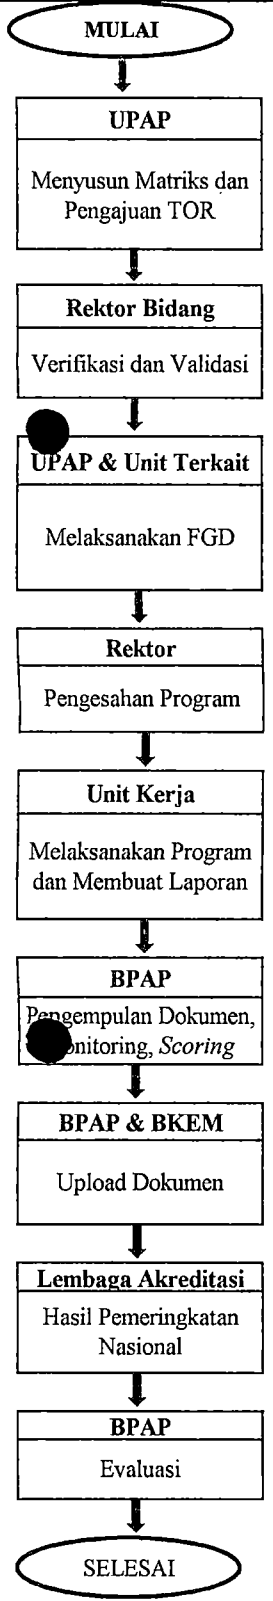 MULAI
UPAP
Menyusun Matriks dan
Pengajuan TOR
Rektor Bidang
Verifikasi dan Validasi
UPAP & Unit Terkait
Melaksanakan FGD
Rektor
Pengesahan Program
Unit Kerja
Melaksanakan Program
dan Membuat Laporan
BPAP
Pengempulan Dokumen,
Scoring
BPAP & BKEM
Upload Dokumen
Lembaga Akreditasi
Hasil Pemeringkatan
Nasional
BPAP
Evaluasi
SELESAI